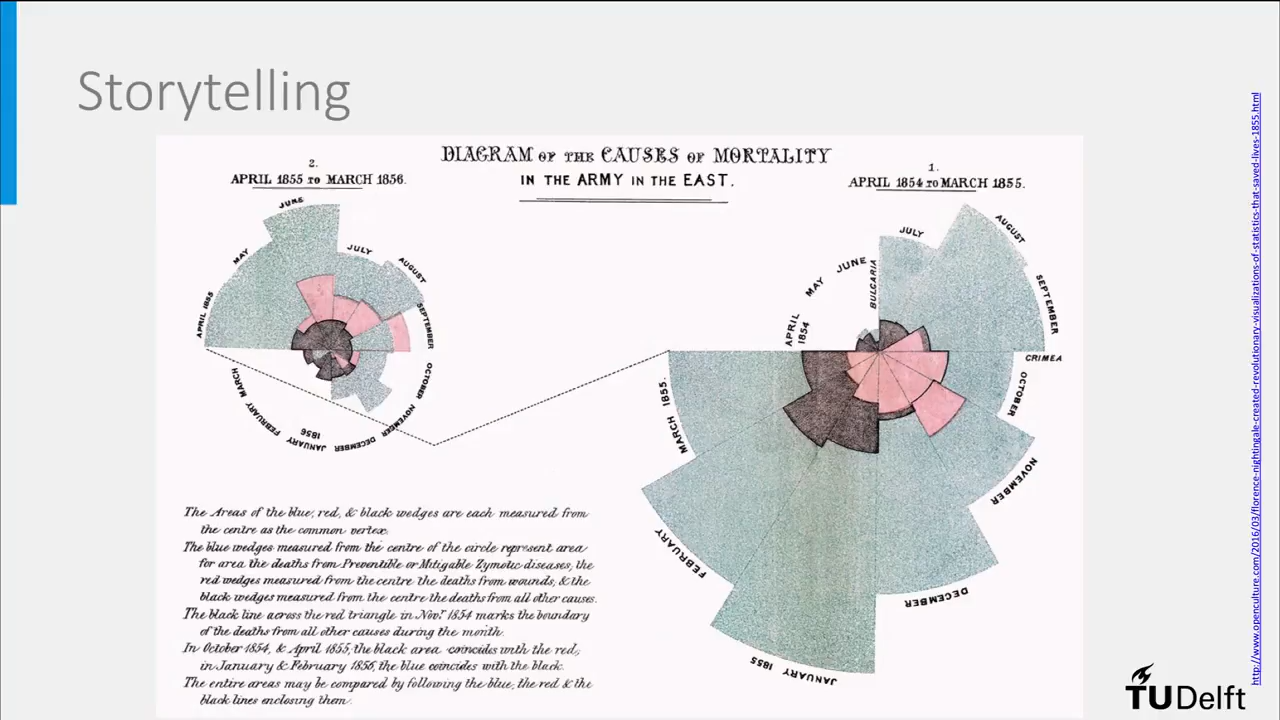 Storytelling
DIAGRAM OF THE CAUSES OF MORTALITY
IN THE ARMY IN THE EAST.
2.
APRIL 1855 TO MARCH 1856.
1.
APRIL 1854 TO MARCH 1855.
APRIL 1855
MAY
JUNE
JULY
AUGUST
SEPTEMBER
OCTOBER
NOVEMBER
DECEMBER
JANUARY
1856
FEBRUARY
MARCH
APRIL
1854
MAY
JUNE
BULGARIA
JULY
AUGUST
SEPTEMBER
CRIMEA
OCTOBER
NOVEMBER
DECEMBER
JANUARY 1855
FEBRUARY
MARCH 1855.
The Areas of the blue, red, & black wedges are each measured from
the centre as the common vertex.
The blue wedges measured from the centre of the circle represent area
for area the deaths from Preventible or Mitigable Zymotic diseases, the
red wedges measured from the centre the deaths from wounds, & the
black wedges measured from the centre the deaths from all other causes.
The black line across the red triangle in Novr. 1854 marks the boundary
of the deaths from all other causes during the month.
In October 1854, & April 1855, the black area coincides with the red,
in January & February 1856, the blue coincides with the black.
The entire areas may be compared by following the blue, the red & the
black lines enclosing them.
http://www.openculture.com/2016/03/florence-nightingale-created-revolutionary-visualizations-of-statistics-that-saved-lives-1855.html
TU Delft